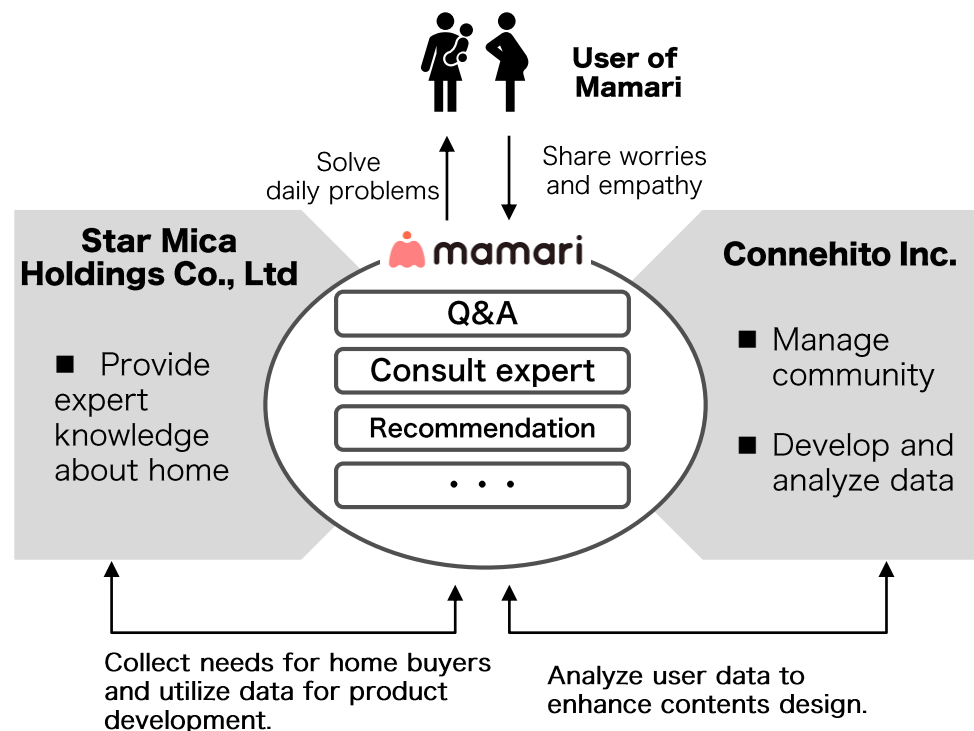 User of
Mamari
Solve
daily problems
Share worries
and empathy
Star Mica
Holdings Co., Ltd
■ Provide
expert
knowledge
about home
mamari
Q&A
Consult expert
Recommendation
・・・
Connehito Inc.
■ Manage
community
■ Develop and
analyze data
Collect needs for home buyers
and utilize data for product
development.
Analyze user data to
enhance contents design.